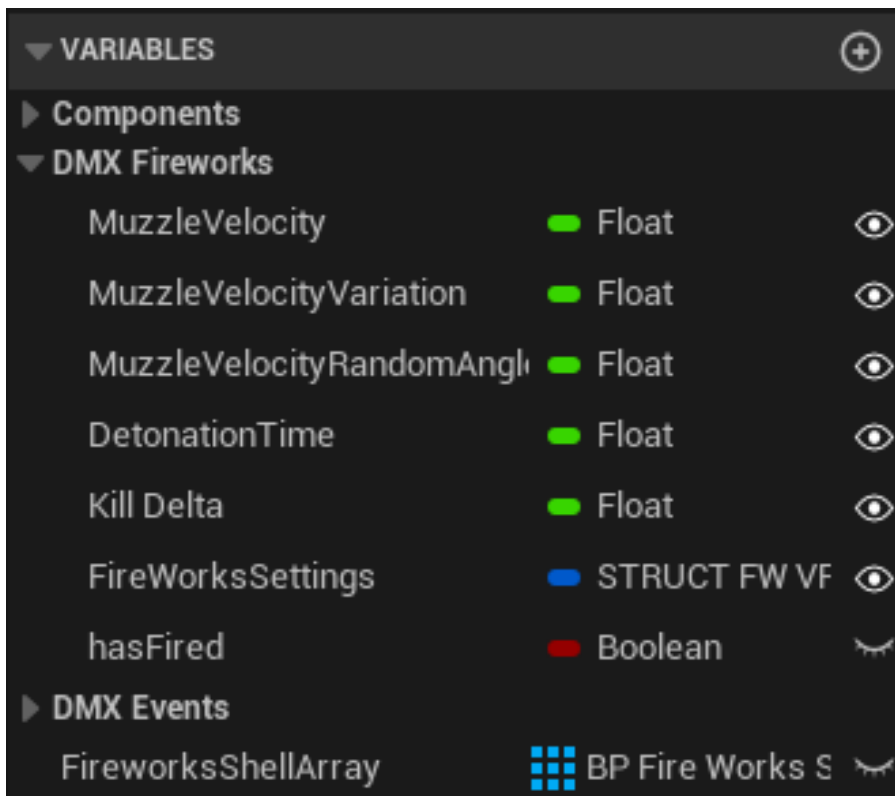 VARIABLES
Components
DMX Fireworks
MuzzleVelocity Float
MuzzleVelocityVariation Float
MuzzleVelocityRandomAngl Float
DetonationTime Float
Kill Delta Float
FireWorksSettings STRUCT FW VF
hasFired Boolean
DMX Events
FireworksShellArray BP Fire Works S